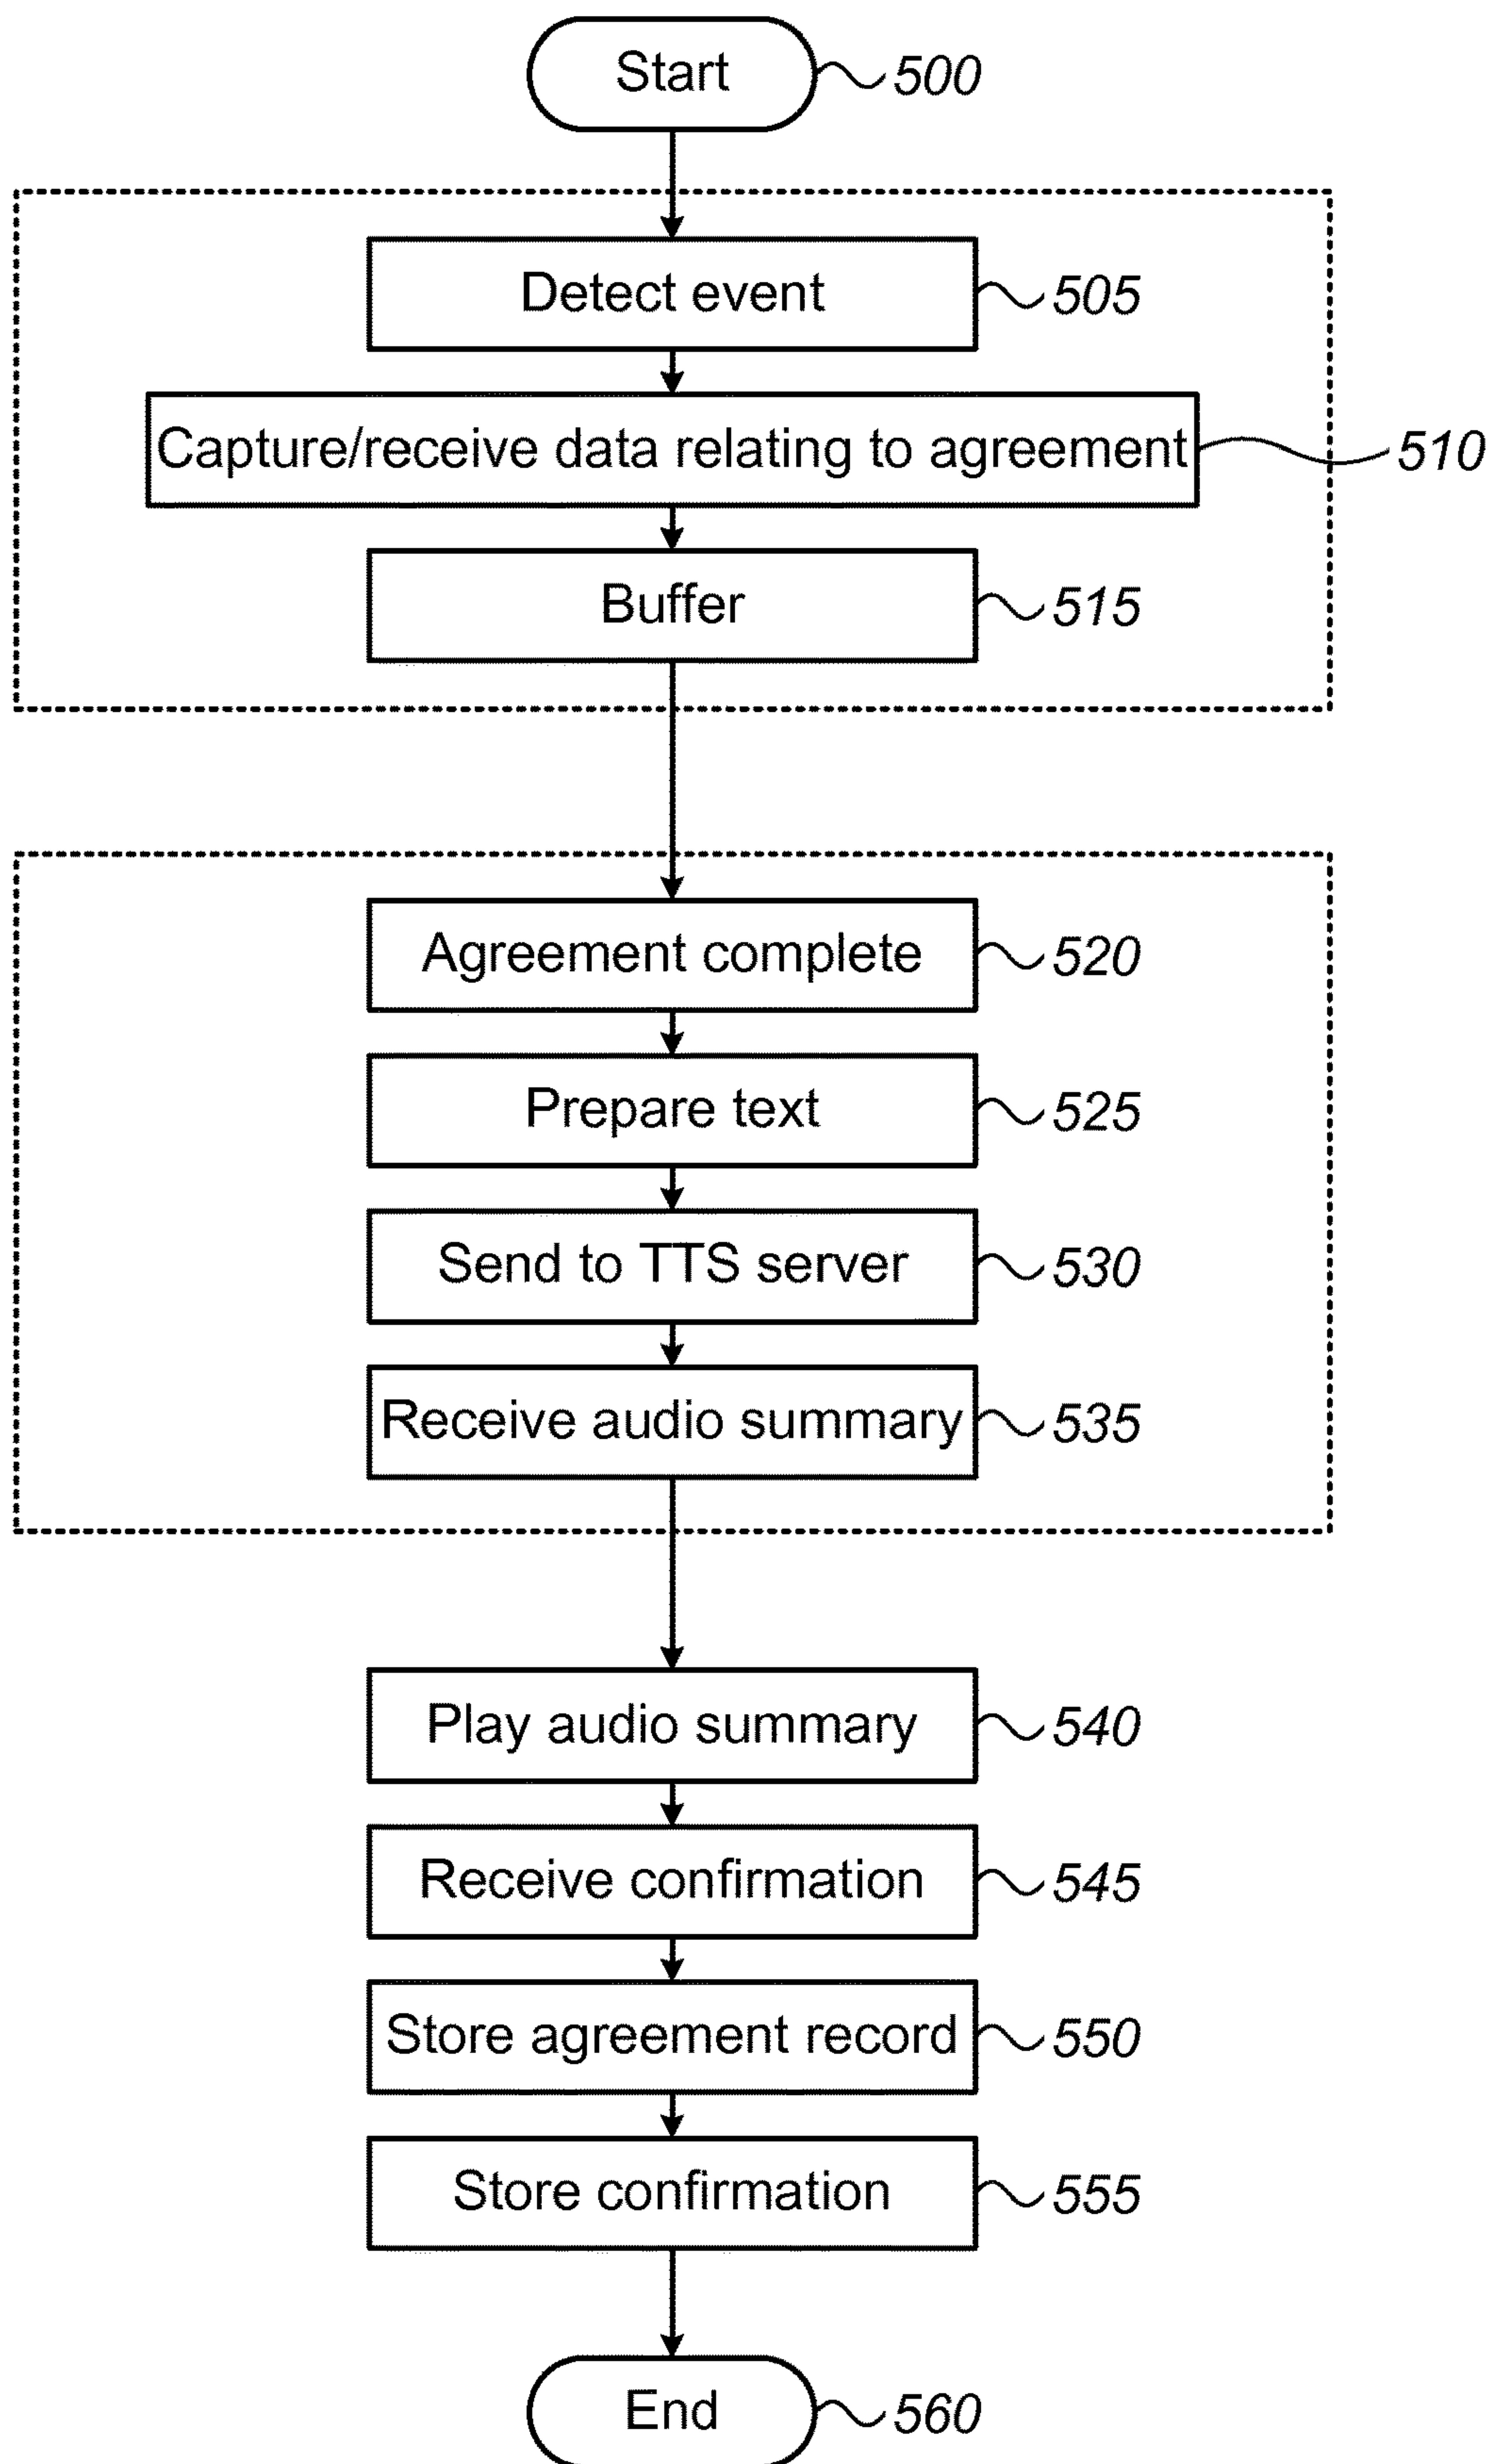 Start 500
Detect event 505
Capture/receive data relating to agreement 510
Buffer 515
Agreement complete 520
Prepare text 525
Send to TTS server 530
Receive audio summary 535
Play audio summary 540
Receive confirmation 545
Store agreement record 550
Store confirmation 555
End 560